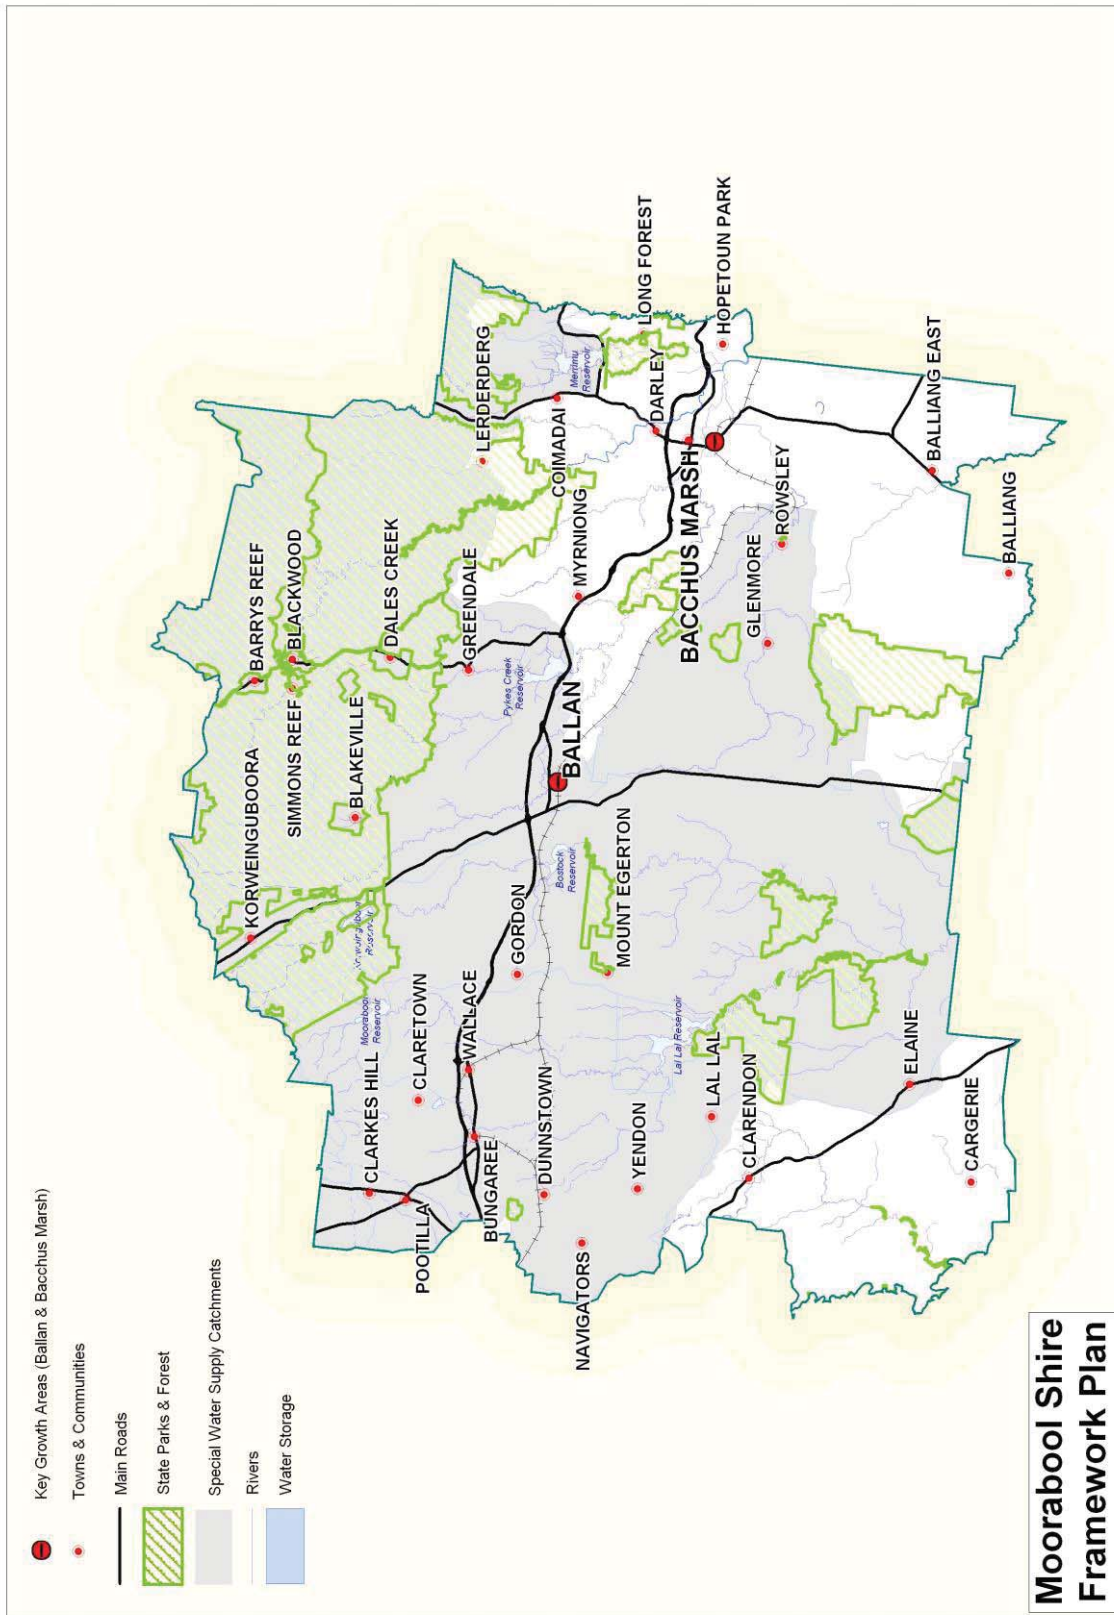 Key Growth Areas (Ballan & Bacchus Marsh)
Towns & Communities
Main Roads
State Parks & Forest
Special Water Supply Catchments
Rivers
Water Storage
KORWEINGUBOORA
BARRYS REEF
SIMMONS REEF
BLACKWOOD
BLAKEVILLE
DALES CREEK
CLARKES HILL
Moorabool
Reservoir
Reservoir
POOTILLA
CLARETOWN
GREENDALE
LERDERDERG
WALLACE
BUNGAREE
GORDON
Pykes Creek
Reservoir
COIMADAI
Merrimu
Reservoir
DUNNSTOWN
Bostock
Reservoir
BALLAN
MYRNIONG
NAVIGATORS
YENDON
MOUNT EGERTON
LONG FOREST
DARLEY
Lal Lal Reservoir
LAL LAL
BACCHUS MARSH
HOPETOUN PARK
CLARENDON
GLENMORE
ROWSLEY
ELAINE
BALLIANG EAST
CARGERIE
BALLIANG
Moorabool Shire
Framework Plan